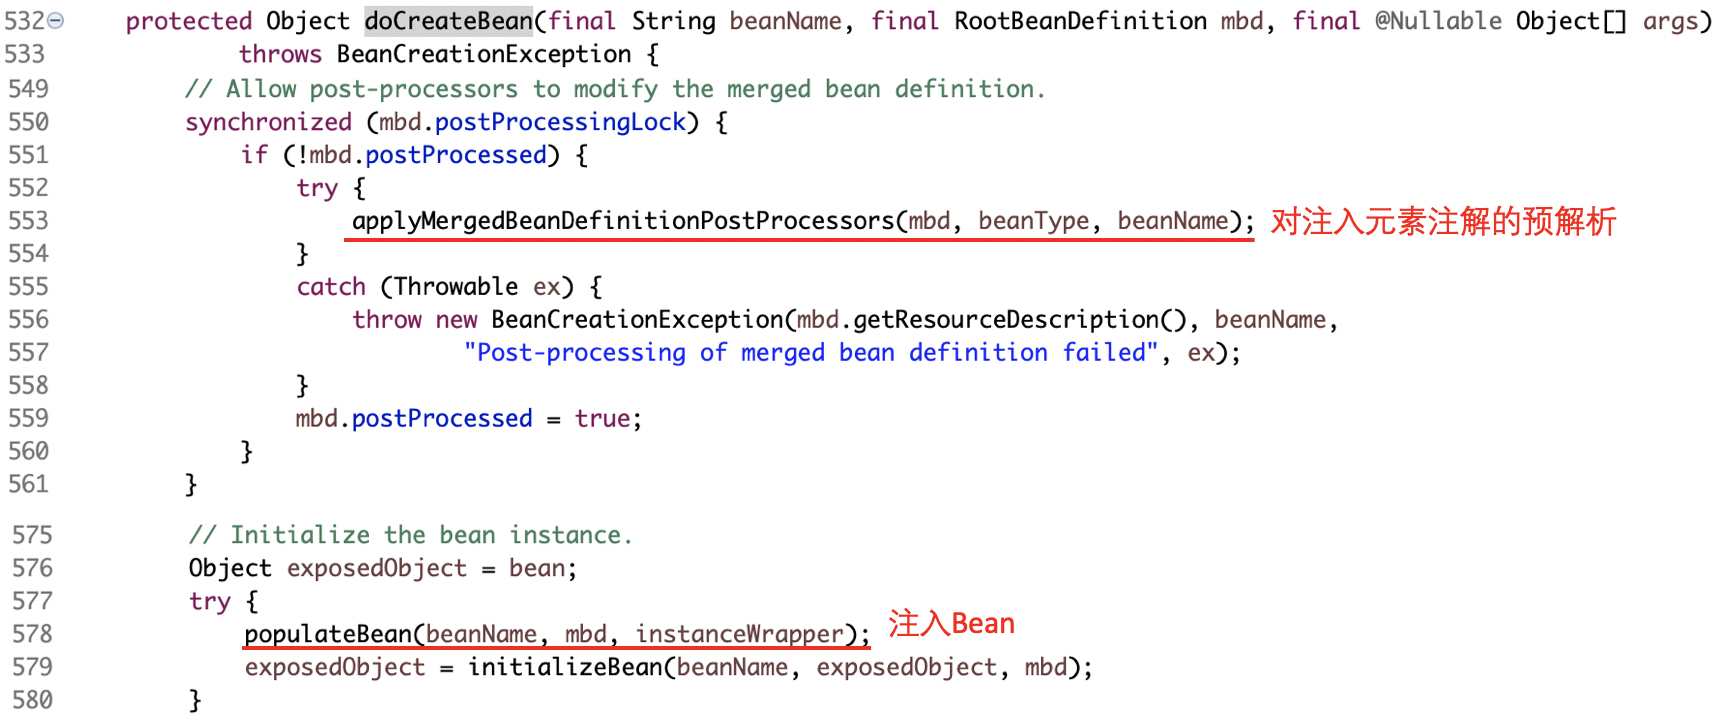 532 protected Object doCreateBean(final String beanName, final RootBeanDefinition mbd, final @Nullable Object[] args)
533 throws BeanCreationException {
549 // Allow post-processors to modify the merged bean definition.
550 synchronized (mbd.postProcessingLock) {
551 if (!mbd.postProcessed) {
552 try {
553 applyMergedBeanDefinitionPostProcessors(mbd, beanType, beanName); 对注入元素注解的预解析
554 }
555 catch (Throwable ex) {
556 throw new BeanCreationException(mbd.getResourceDescription(), beanName,
557 "Post-processing of merged bean definition failed", ex);
558 }
559 mbd.postProcessed = true;
560 }
561 }
575 // Initialize the bean instance.
576 Object exposedObject = bean;
577 try {
578 populateBean(beanName, mbd, instanceWrapper); 注入Bean
579 exposedObject = initializeBean(beanName, exposedObject, mbd);
580 }